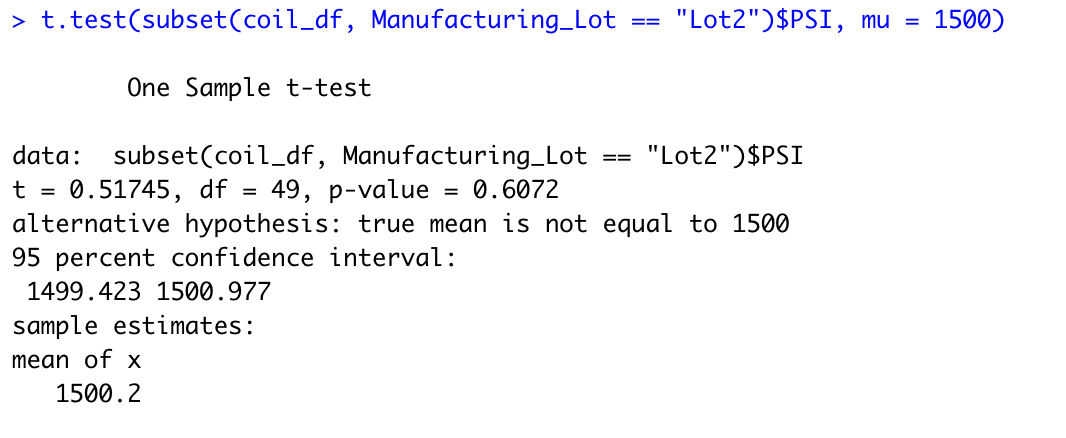 > t.test(subset(coil_df, Manufacturing_Lot == "Lot2")$PSI, mu = 1500)
One Sample t-test
data:  subset(coil_df, Manufacturing_Lot == "Lot2")$PSI
t = 0.51745, df = 49, p-value = 0.6072
alternative hypothesis: true mean is not equal to 1500
95 percent confidence interval:
1499.423 1500.977
sample estimates:
mean of x
1500.2